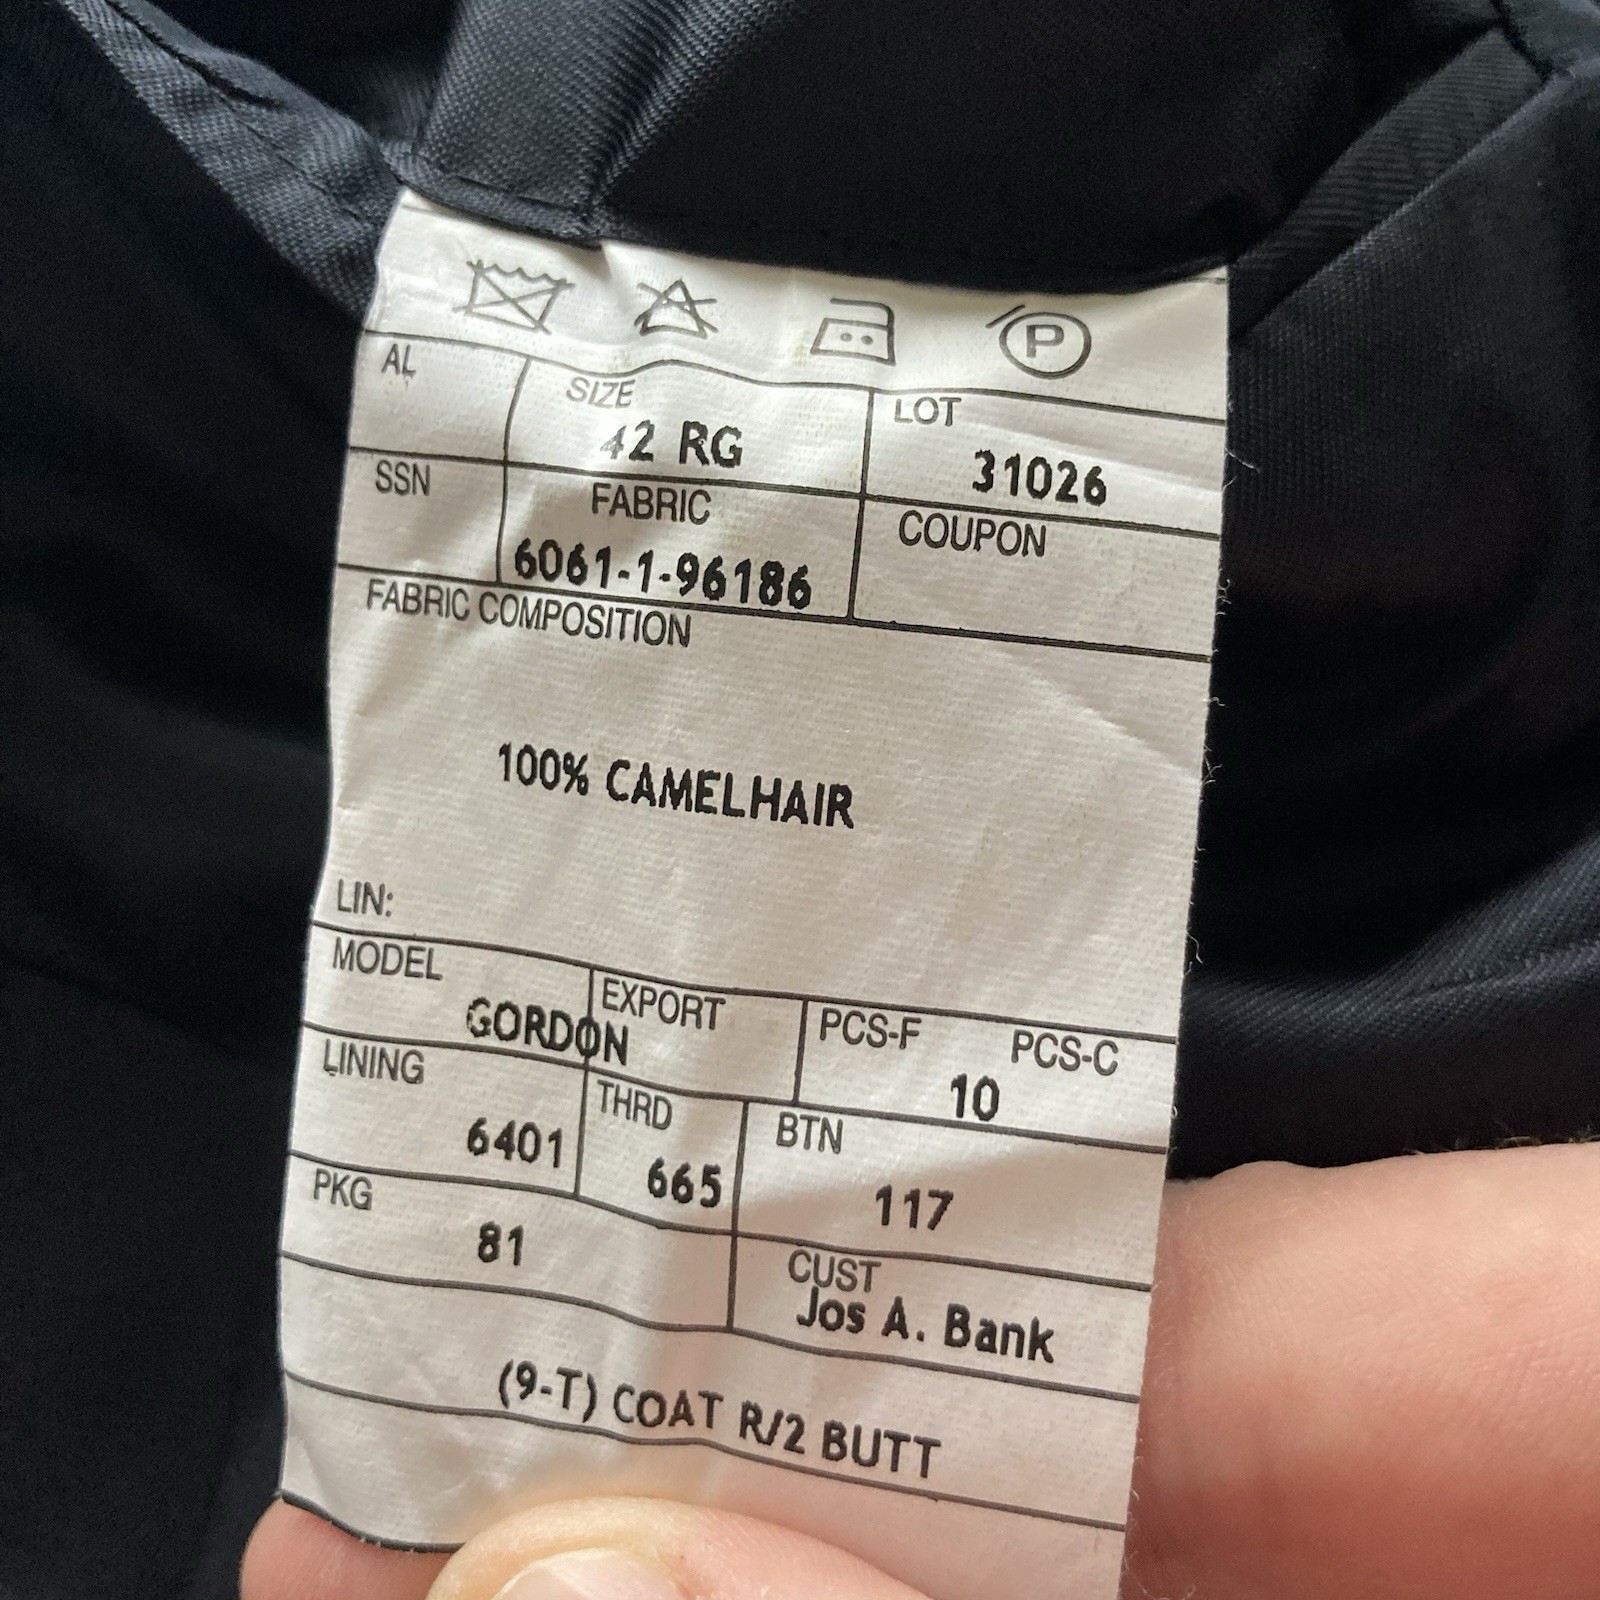 P
AL
SIZE
42 RG
LOT
31026
SSN
FABRIC
6061-1-96186
COUPON
FABRIC COMPOSITION
100% CAMELHAIR
LIN:
MODEL
GORDON
EXPORT
PCS-F PCS-C
10
LINING
6401
THRD
665
BTN
117
PKG
81
CUST
Jos A. Bank
(9-T) COAT R/2 BUTT